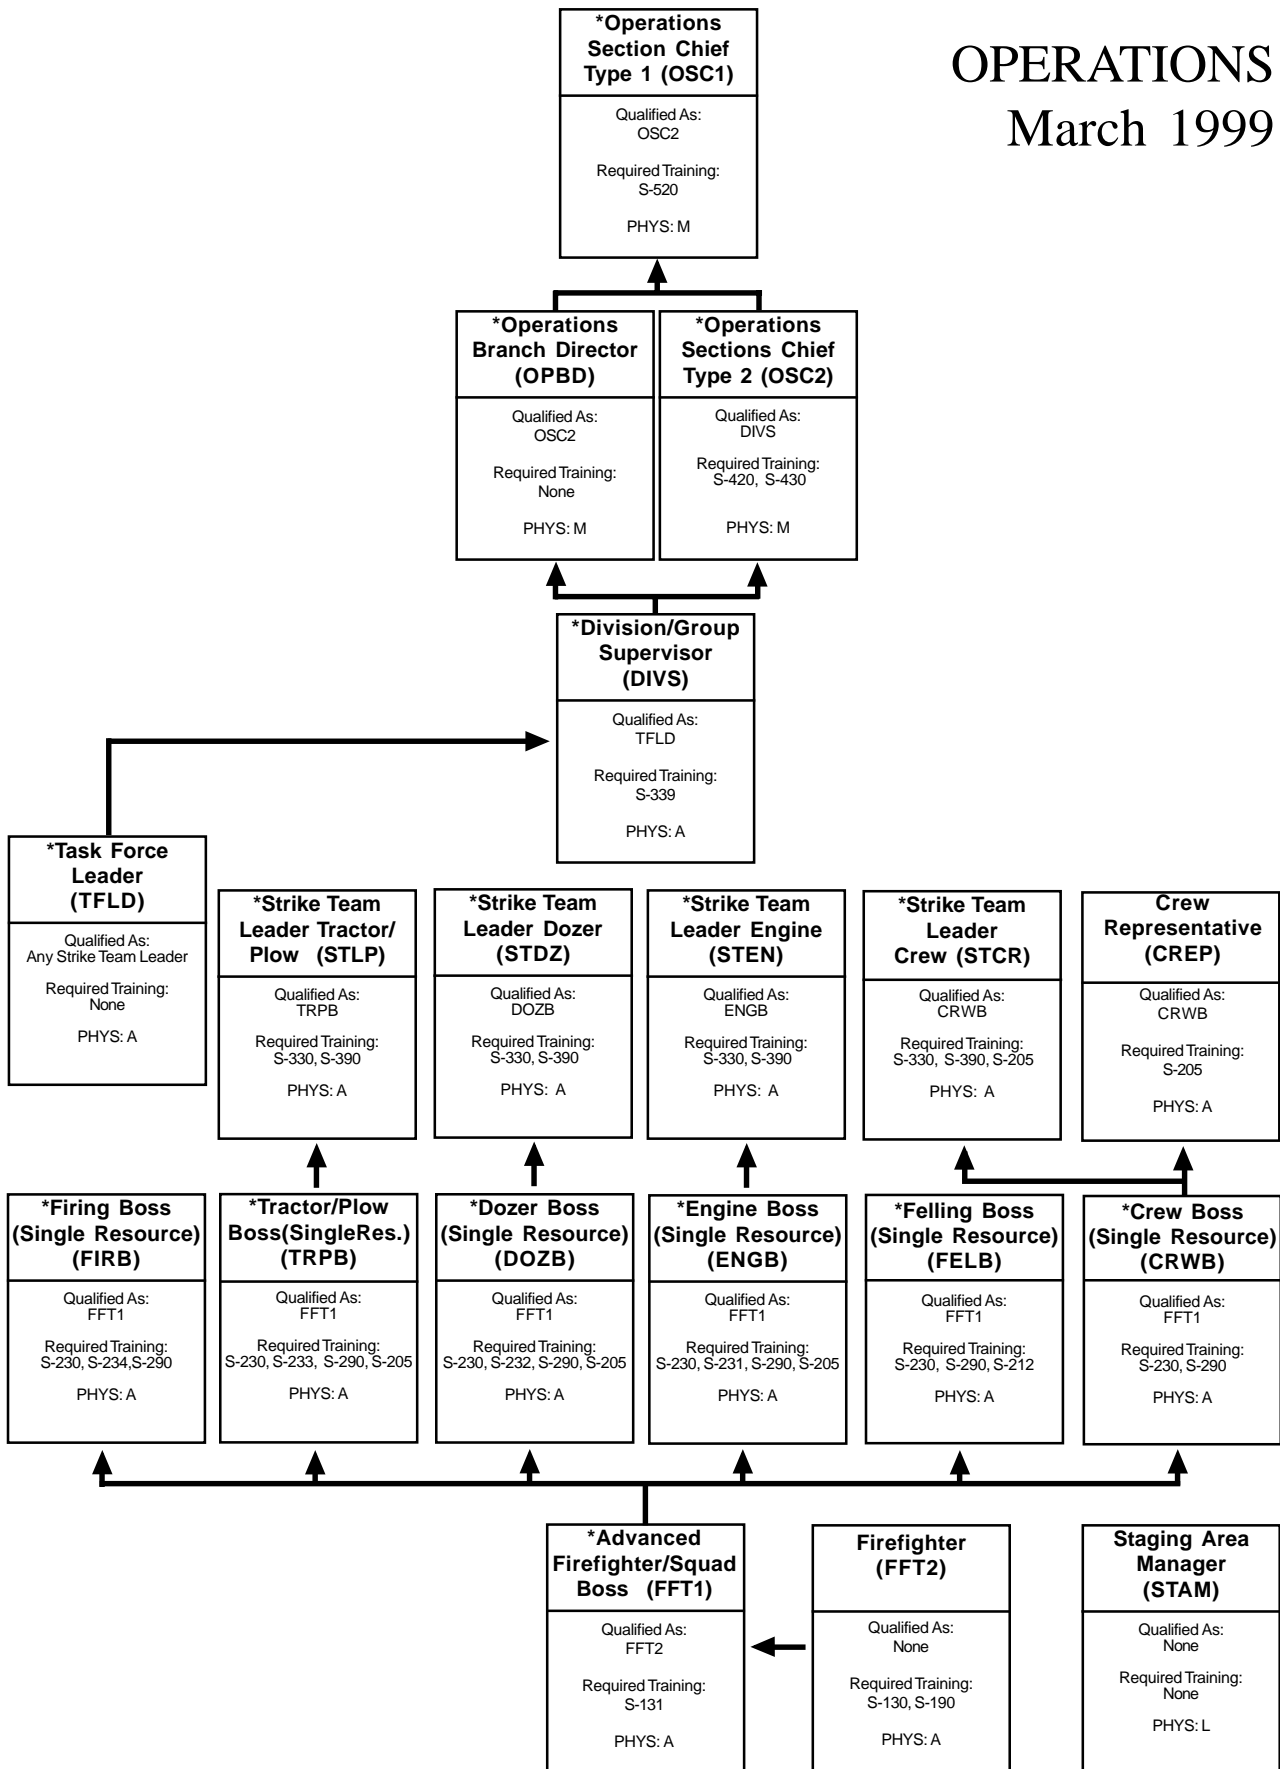 OPERATIONS
March 1999
*Operations
Section Chief
Type 1 (OSC1)
Qualified As:
OSC2
Required Training:
S-520
PHYS: M
*Operations
Branch Director
(OPBD)
Qualified As:
OSC2
Required Training:
None
PHYS: M
*Operations
Sections Chief
Type 2 (OSC2)
Qualified As:
DIVS
Required Training:
S-420, S-430
PHYS: M
*Division/Group
Supervisor
(DIVS)
Qualified As:
TFLD
Required Training:
S-339
PHYS: A
*Task Force
Leader
(TFLD)
Qualified As:
Any Strike Team Leader
Required Training:
None
PHYS: A
*Strike Team
Leader Tractor/
Plow (STLP)
Qualified As:
TRPB
Required Training:
S-330, S-390
PHYS: A
*Strike Team
Leader Dozer
(STDZ)
Qualified As:
DOZB
Required Training:
S-330, S-390
PHYS: A
*Strike Team
Leader Engine
(STEN)
Qualified As:
ENGB
Required Training:
S-330, S-390
PHYS: A
*Strike Team
Leader
Crew (STCR)
Qualified As:
CRWB
Required Training:
S-330, S-390, S-205
PHYS: A
Crew
Representative
(CREP)
Qualified As:
CRWB
Required Training:
S-205
PHYS: A
*Firing Boss
(Single Resource)
(FIRB)
Qualified As:
FFT1
Required Training:
S-230, S-234,S-290
PHYS: A
*Tractor/Plow
Boss(SingleRes.)
(TRPB)
Qualified As:
FFT1
Required Training:
S-230, S-233, S-290, S-205
PHYS: A
*Dozer Boss
(Single Resource)
(DOZB)
Qualified As:
FFT1
Required Training:
S-230, S-232, S-290, S-205
PHYS: A
*Engine Boss
(Single Resource)
(ENGB)
Qualified As:
FFT1
Required Training:
S-230, S-231, S-290, S-205
PHYS: A
*Felling Boss
(Single Resource)
(FELB)
Qualified As:
FFT1
Required Training:
S-230, S-290, S-212
PHYS: A
*Crew Boss
(Single Resource)
(CRWB)
Qualified As:
FFT1
Required Training:
S-230, S-290
PHYS: A
*Advanced
Firefighter/Squad
Boss (FFT1)
Qualified As:
FFT2
Required Training:
S-131
PHYS: A
Firefighter
(FFT2)
Qualified As:
None
Required Training:
S-130, S-190
PHYS: A
Staging Area
Manager
(STAM)
Qualified As:
None
Required Training:
None
PHYS: L